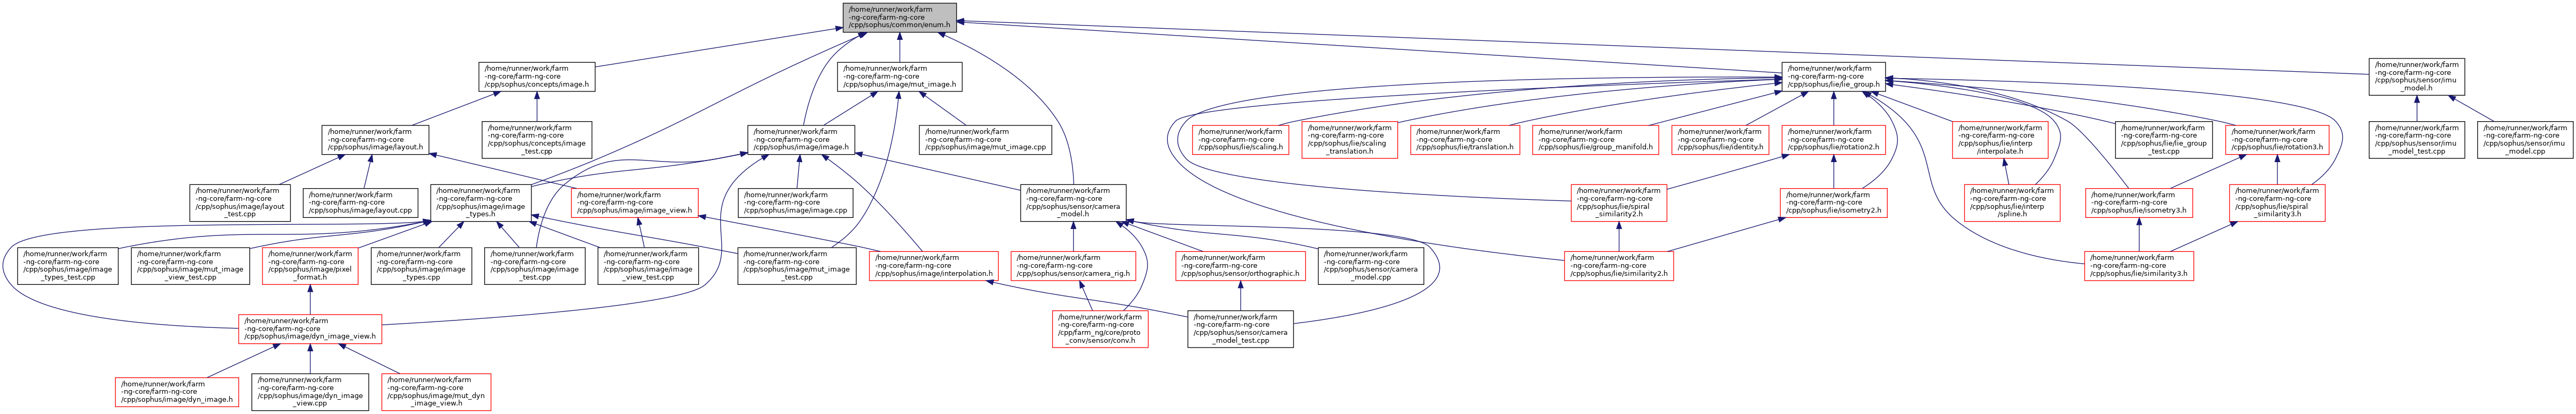 /home/runner/work/farm
-ng-core/farm-ng-core
/cpp/sophus/common/enum.h
/home/runner/work/farm
-ng-core/farm-ng-core
/cpp/sophus/concepts/image.h
/home/runner/work/farm
-ng-core/farm-ng-core
/cpp/sophus/image/mut_image.h
/home/runner/work/farm
-ng-core/farm-ng-core
/cpp/sophus/lie/lie_group.h
/home/runner/work/farm
-ng-core/farm-ng-core
/cpp/sophus/sensor/imu
_model.h
/home/runner/work/farm
-ng-core/farm-ng-core
/cpp/sophus/image/layout.h
/home/runner/work/farm
-ng-core/farm-ng-core
/cpp/sophus/concepts/image
_test.cpp
/home/runner/work/farm
-ng-core/farm-ng-core
/cpp/sophus/image/image.h
/home/runner/work/farm
-ng-core/farm-ng-core
/cpp/sophus/image/mut_image.cpp
/home/runner/work/farm
-ng-core/farm-ng-core
/cpp/sophus/lie/scaling.h
/home/runner/work/farm
-ng-core/farm-ng-core
/cpp/sophus/lie/scaling
_translation.h
/home/runner/work/farm
-ng-core/farm-ng-core
/cpp/sophus/lie/translation.h
/home/runner/work/farm
-ng-core/farm-ng-core
/cpp/sophus/lie/group_manifold.h
/home/runner/work/farm
-ng-core/farm-ng-core
/cpp/sophus/lie/identity.h
/home/runner/work/farm
-ng-core/farm-ng-core
/cpp/sophus/lie/rotation2.h
/home/runner/work/farm
-ng-core/farm-ng-core
/cpp/sophus/lie/interp
/interpolate.h
/home/runner/work/farm
-ng-core/farm-ng-core
/cpp/sophus/lie/lie_group
_test.cpp
/home/runner/work/farm
-ng-core/farm-ng-core
/cpp/sophus/lie/rotation3.h
/home/runner/work/farm
-ng-core/farm-ng-core
/cpp/sophus/sensor/imu
_model_test.cpp
/home/runner/work/farm
-ng-core/farm-ng-core
/cpp/sophus/sensor/imu
_model.cpp
/home/runner/work/farm
-ng-core/farm-ng-core
/cpp/sophus/image/layout
_test.cpp
/home/runner/work/farm
-ng-core/farm-ng-core
/cpp/sophus/image/layout.cpp
/home/runner/work/farm
-ng-core/farm-ng-core
/cpp/sophus/image/image
_types.h
/home/runner/work/farm
-ng-core/farm-ng-core
/cpp/sophus/image/image_view.h
/home/runner/work/farm
-ng-core/farm-ng-core
/cpp/sophus/image/image.cpp
/home/runner/work/farm
-ng-core/farm-ng-core
/cpp/sophus/sensor/camera
_model.h
/home/runner/work/farm
-ng-core/farm-ng-core
/cpp/sophus/lie/spiral
_similarity2.h
/home/runner/work/farm
-ng-core/farm-ng-core
/cpp/sophus/lie/isometry2.h
/home/runner/work/farm
-ng-core/farm-ng-core
/cpp/sophus/lie/interp
/spline.h
/home/runner/work/farm
-ng-core/farm-ng-core
/cpp/sophus/lie/isometry3.h
/home/runner/work/farm
-ng-core/farm-ng-core
/cpp/sophus/lie/spiral
_similarity3.h
/home/runner/work/farm
-ng-core/farm-ng-core
/cpp/sophus/image/image
_types_test.cpp
/home/runner/work/farm
-ng-core/farm-ng-core
/cpp/sophus/image/mut_image
_view_test.cpp
/home/runner/work/farm
-ng-core/farm-ng-core
/cpp/sophus/image/pixel
_format.h
/home/runner/work/farm
-ng-core/farm-ng-core
/cpp/sophus/image/image
_types.cpp
/home/runner/work/farm
-ng-core/farm-ng-core
/cpp/sophus/image/image
_test.cpp
/home/runner/work/farm
-ng-core/farm-ng-core
/cpp/sophus/image/image
_view_test.cpp
/home/runner/work/farm
-ng-core/farm-ng-core
/cpp/sophus/image/mut_image
_test.cpp
/home/runner/work/farm
-ng-core/farm-ng-core
/cpp/sophus/image/interpolation.h
/home/runner/work/farm
-ng-core/farm-ng-core
/cpp/sophus/sensor/camera_rig.h
/home/runner/work/farm
-ng-core/farm-ng-core
/cpp/sophus/sensor/orthographic.h
/home/runner/work/farm
-ng-core/farm-ng-core
/cpp/sophus/sensor/camera
_model.cpp
/home/runner/work/farm
-ng-core/farm-ng-core
/cpp/sophus/lie/similarity2.h
/home/runner/work/farm
-ng-core/farm-ng-core
/cpp/sophus/lie/similarity3.h
/home/runner/work/farm
-ng-core/farm-ng-core
/cpp/sophus/image/dyn_image_view.h
/home/runner/work/farm
-ng-core/farm-ng-core
/cpp/farm_ng/core/proto
_conv/sensor/conv.h
/home/runner/work/farm
-ng-core/farm-ng-core
/cpp/sophus/sensor/camera
_model_test.cpp
/home/runner/work/farm
-ng-core/farm-ng-core
/cpp/sophus/image/dyn_image.h
/home/runner/work/farm
-ng-core/farm-ng-core
/cpp/sophus/image/dyn_image
_view.cpp
/home/runner/work/farm
-ng-core/farm-ng-core
/cpp/sophus/image/mut_dyn
_image_view.h